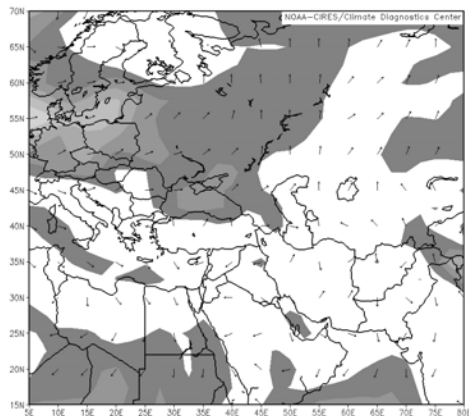 NOAA-CIRES/Climate Diagnostics Center
70N
65N
60N
55N
50N
45N
40N
35N
30N
25N
20N
15N
5E 10E 15E 20E 25E 30E 35E 40E 45E 50E 55E 60E 65E 70E 75E